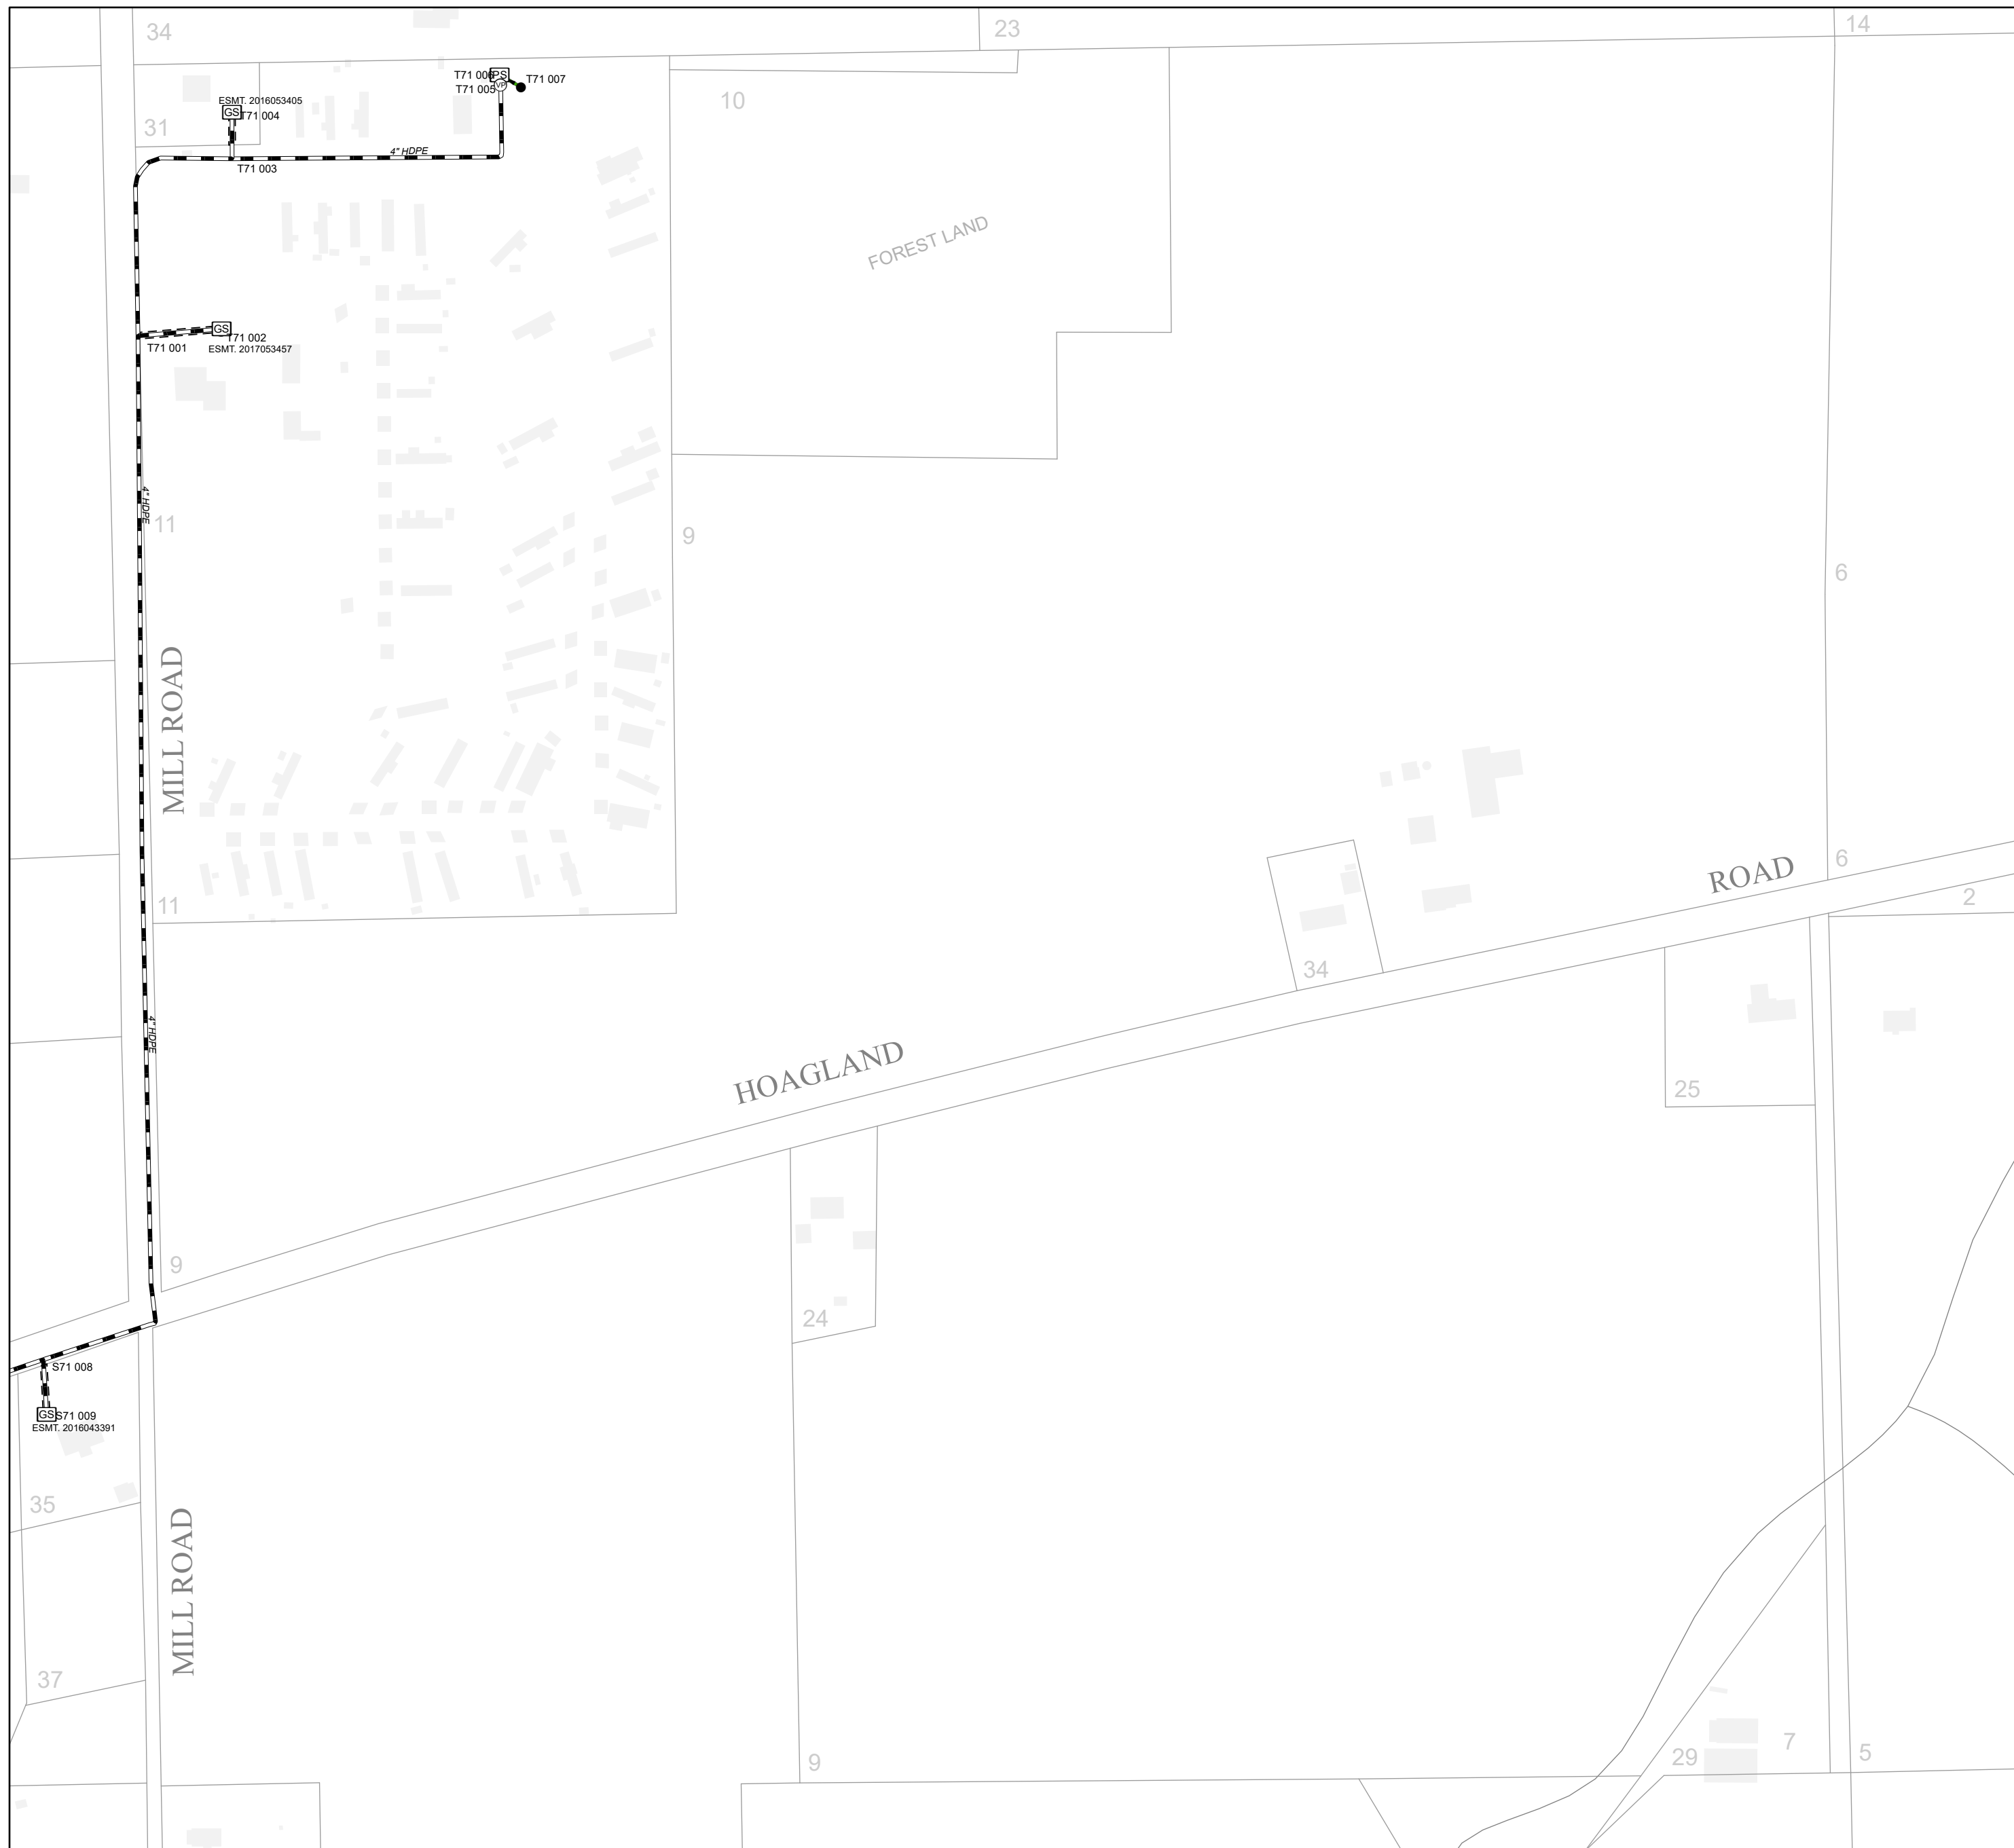 34
23
14
T71 006
PS
T71 007
T71 005
VP
ESMT. 2016053405
GS
T71 004
10
31
4" HDPE
T71 003
FOREST LAND
GS
T71 002
T71 001
ESMT. 2017053457
4" HDPE
11
9
6
MILL ROAD
ROAD
6
2
11
34
4" HDPE
HOAGLAND
25
9
24
S71 008
GS
S71 009
ESMT. 2016043391
35
MILL ROAD
37
9
29
7
5